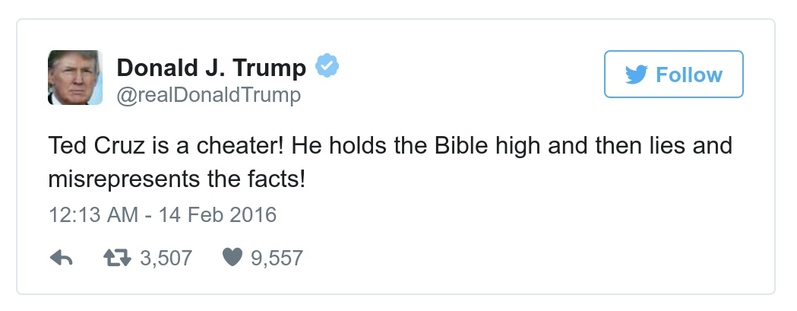 Donald J. Trump
@realDonaldTrump
Follow
Ted Cruz is a cheater! He holds the Bible high and then lies and
misrepresents the facts!
12:13 AM - 14 Feb 2016
3,507 9,557